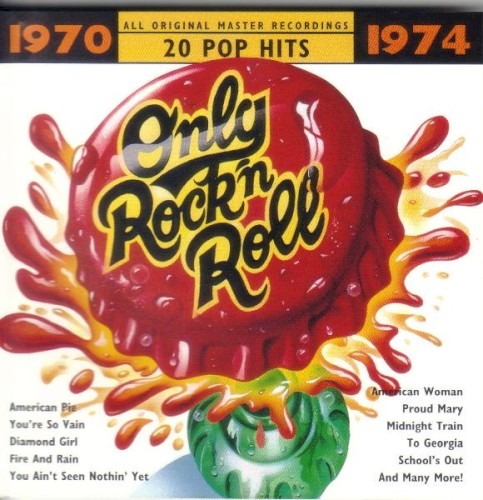 1970
ALL ORIGINAL MASTER RECORDINGS
20 POP HITS
1974
Only
Rock'n
Roll
American Pie
You're So Vain
Diamond Girl
Fire And Rain
You Ain't Seen Nothin' Yet
American Woman
Proud Mary
Midnight Train
To Georgia
School's Out
And Many More!